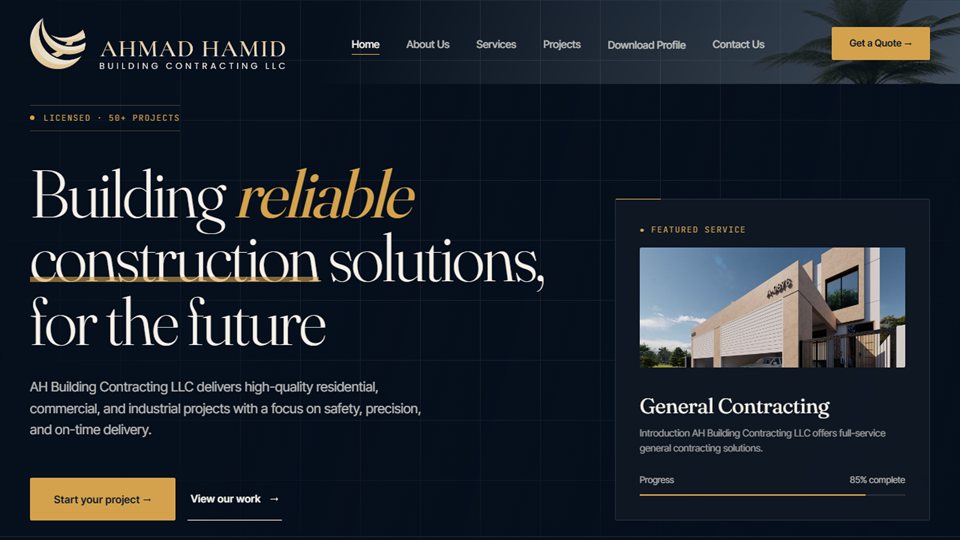 AHMAD HAMID
BUILDING CONTRACTING LLC
Home
About Us
Services
Projects
Download Profile
Contact Us
Get a Quote →
LICENSED · 50+ PROJECTS
Building reliable
construction solutions,
for the future
AH Building Contracting LLC delivers high-quality residential,
commercial, and industrial projects with a focus on safety, precision,
and on-time delivery.
Start your project →
View our work →
FEATURED SERVICE
General Contracting
Introduction AH Building Contracting LLC offers full-service
general contracting solutions.
Progress
85% complete